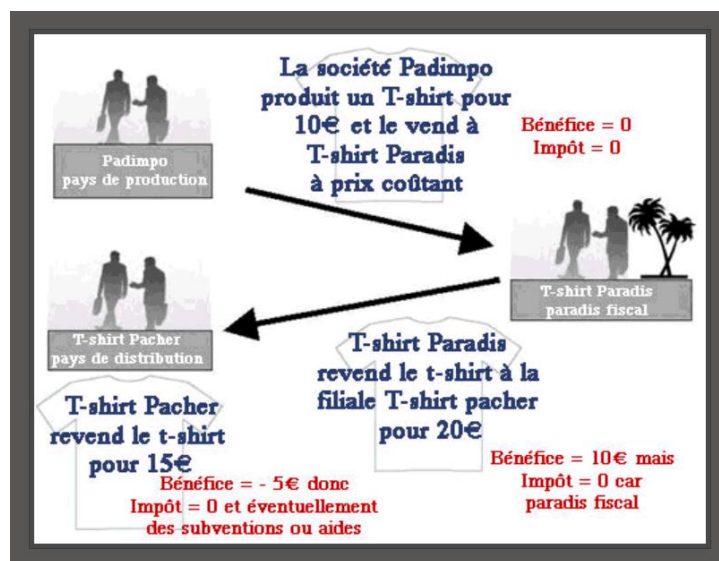 La société Padimpo
produit un T-shirt pour
10€ et le vend à
T-shirt Paradis
à prix coûtant
Bénéfice = 0
Impôt = 0
Padimpo
pays de production
T-shirt Paradis
paradis fiscal
T-shirt Pacher
pays de distribution
T-shirt Paradis
revend le t-shirt à la
filiale T-shirt pacher
pour 20€
Bénéfice = 10€ mais
Impôt = 0 car
paradis fiscal
T-shirt Pacher
revend le t-shirt
pour 15€
Bénéfice = - 5€ donc
Impôt = 0 et éventuellement
des subventions ou aides